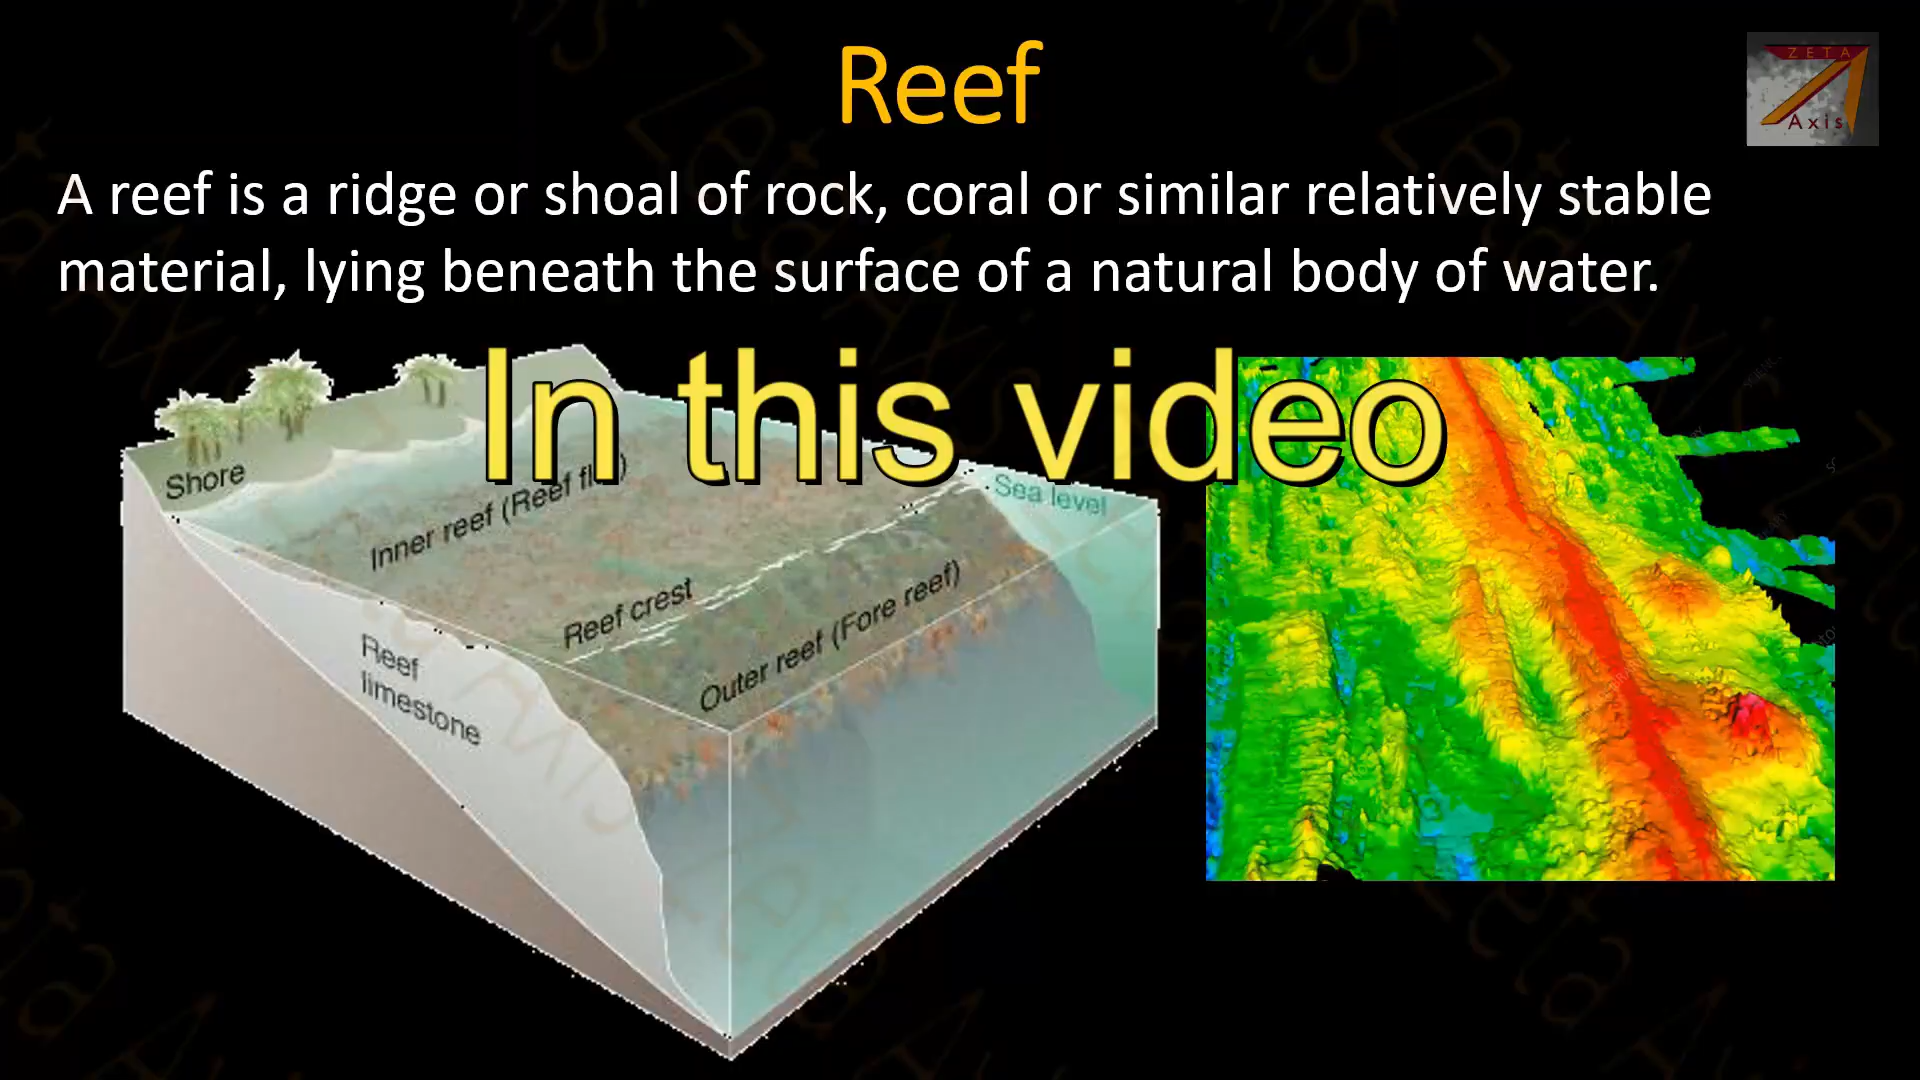 Reef
ZETA
Axis
A reef is a ridge or shoal of rock, coral or similar relatively stable
material, lying beneath the surface of a natural body of water.
In this video
Shore
Inner reef (Reef fl )
Sea level
Reef crest
Outer reef (Fore reef)
Reef
limestone